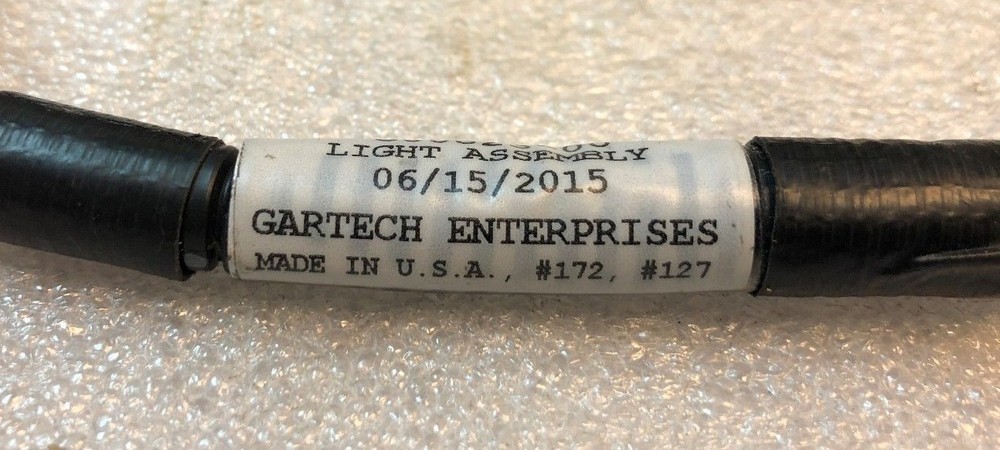 LIGHT ASSEMBLY
06/15/2015
GARTECH ENTERPRISES
MADE IN U.S.A., #172, #127